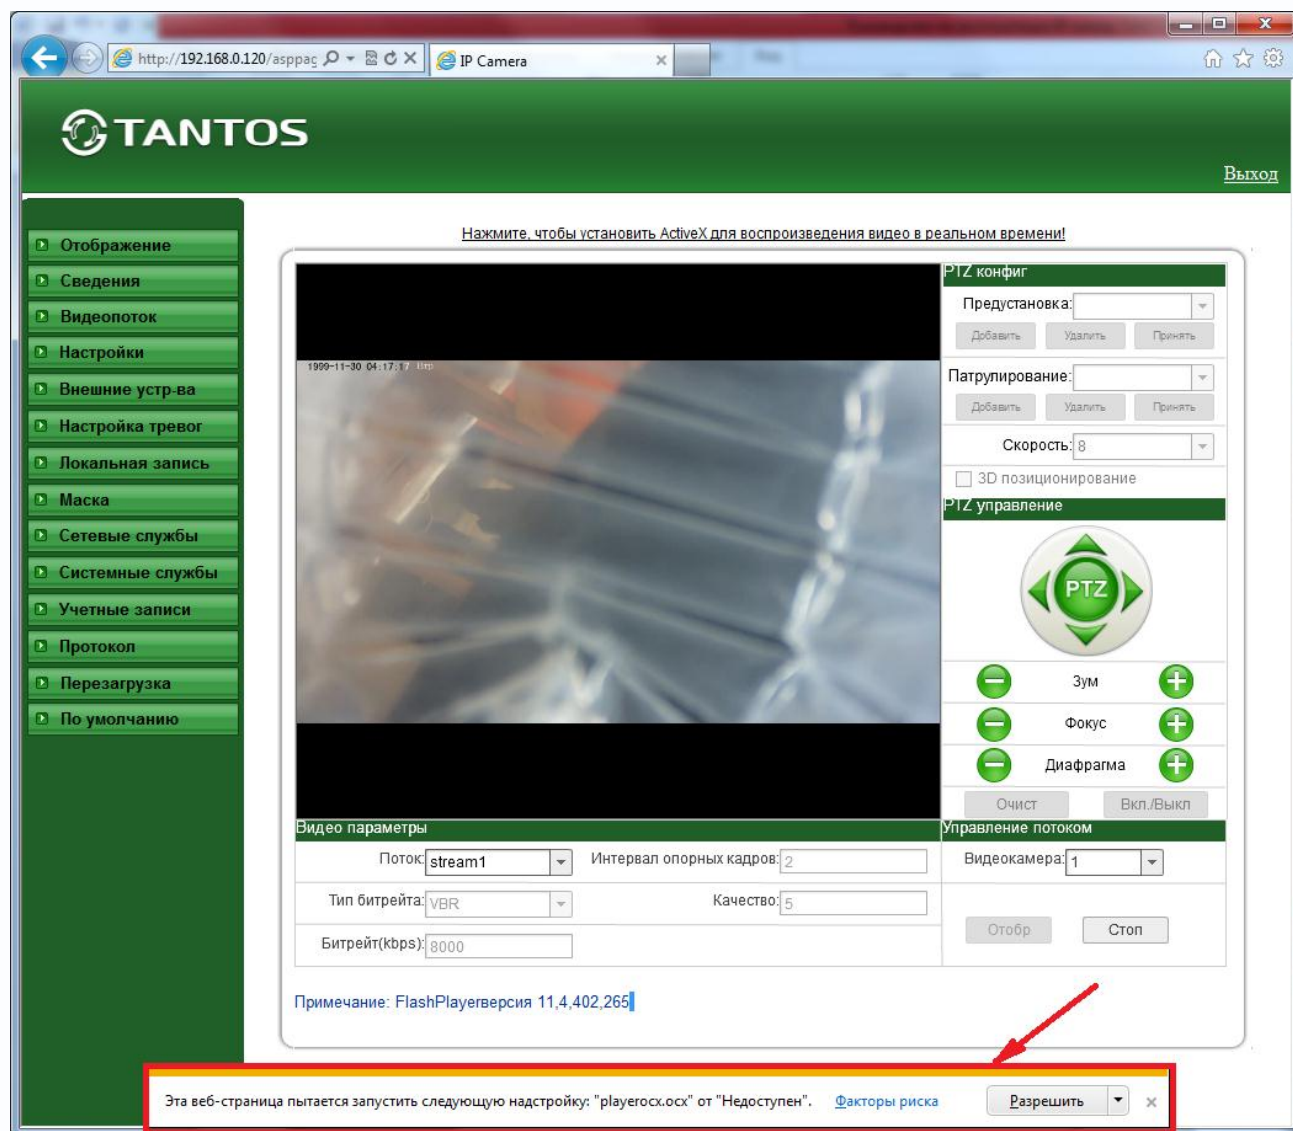 http://192.168.0.120/asppag
IP Camera
TANTOS
Выход
Нажмите, чтобы установить ActiveX для воспроизведения видео в реальном времени!
Отображение
Сведения
Видеопоток
Настройки
Внешние устр-ва
Настройка тревог
Локальная запись
Маска
Сетевые службы
Системные службы
Учетные записи
Протокол
Перезагрузка
По умолчанию
1999-11-30 04:17:17
PTZ конфиг
Предустановка:
Добавить Удалить Принять
Патрулирование:
Добавить Удалить Принять
Скорость: 8
3D позиционирование
PTZ управление
PTZ
Зум
Фокус
Диафрагма
Очист Вкл./Выкл
Видео параметры
Поток: stream1 Интервал опорных кадров: 2
Тип битрейта: VBR Качество: 5
Битрейт(kbps): 8000
Управление потоком
Видеокамера: 1
Отобр Стоп
Примечание: FlashPlayerверсия 11,4,402,265
Эта веб-страница пытается запустить следующую надстройку: "playerocx.ocx" от "Недоступен". Факторы риска Разрешить